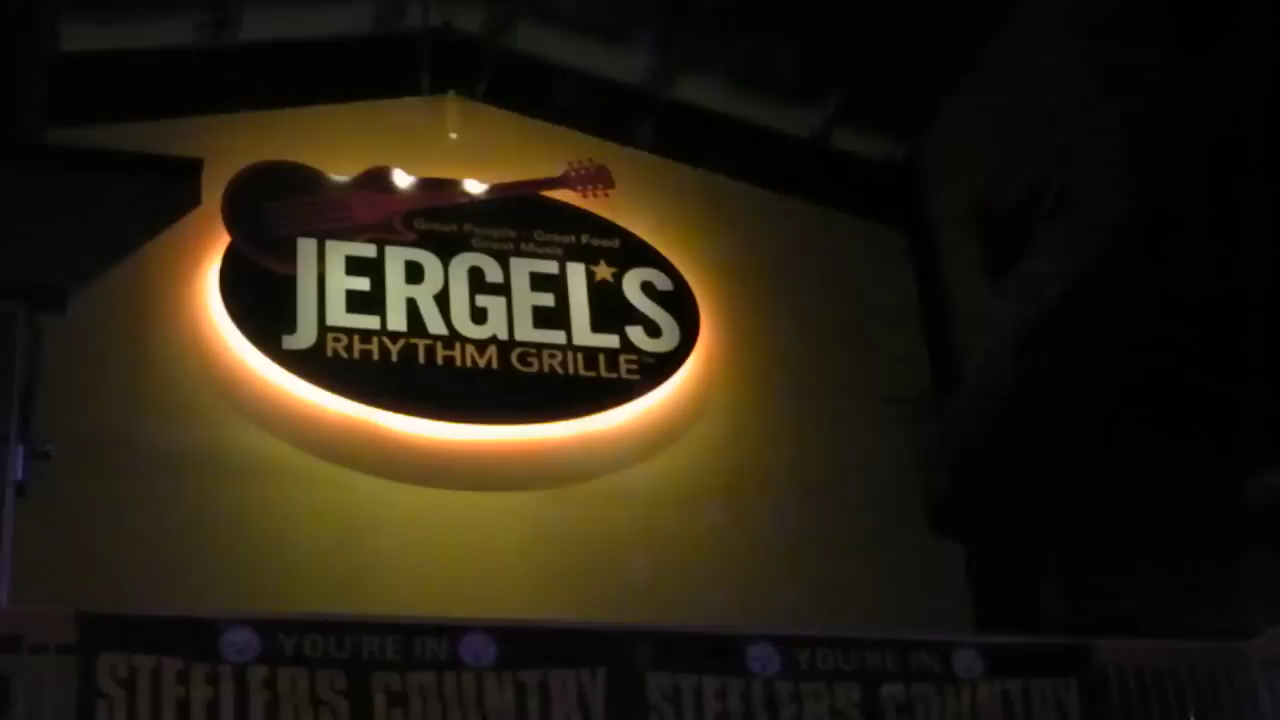 Great People - Great Food
Great Music
JERGEL'S
RHYTHM GRILLE
YOU'RE IN
STEELERS COUNTRY
YOU'RE IN
STEELERS COUNTRY